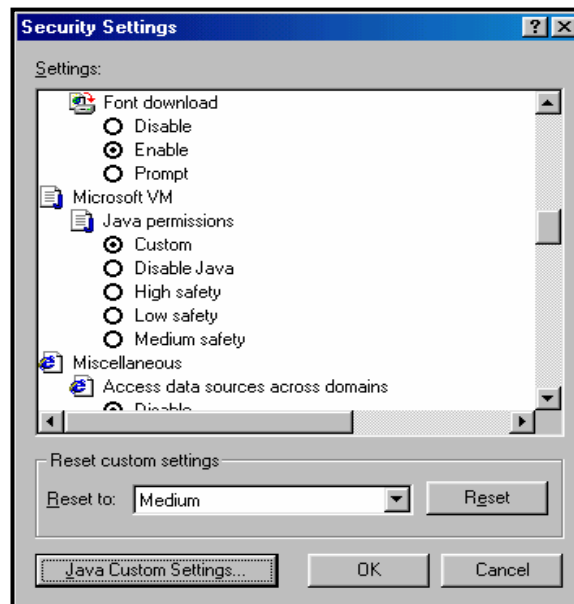 Security Settings
Settings:
Font download
Disable
Enable
Prompt
Microsoft VM
Java permissions
Custom
Disable Java
High safety
Low safety
Medium safety
Miscellaneous
Access data sources across domains
Disable
Reset custom settings
Reset to: Medium Reset
Java Custom Settings... OK Cancel